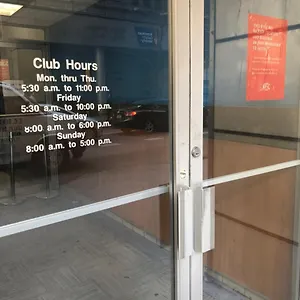 Club Hours
Mon. thru Thu.
5:30 a.m. to 11:00 p.m.
Friday
5:30 a.m. to 10:00 p.m.
Saturday
8:00 a.m. to 6:00 p.m.
Sunday
8:00 a.m. to 5:00 p.m.